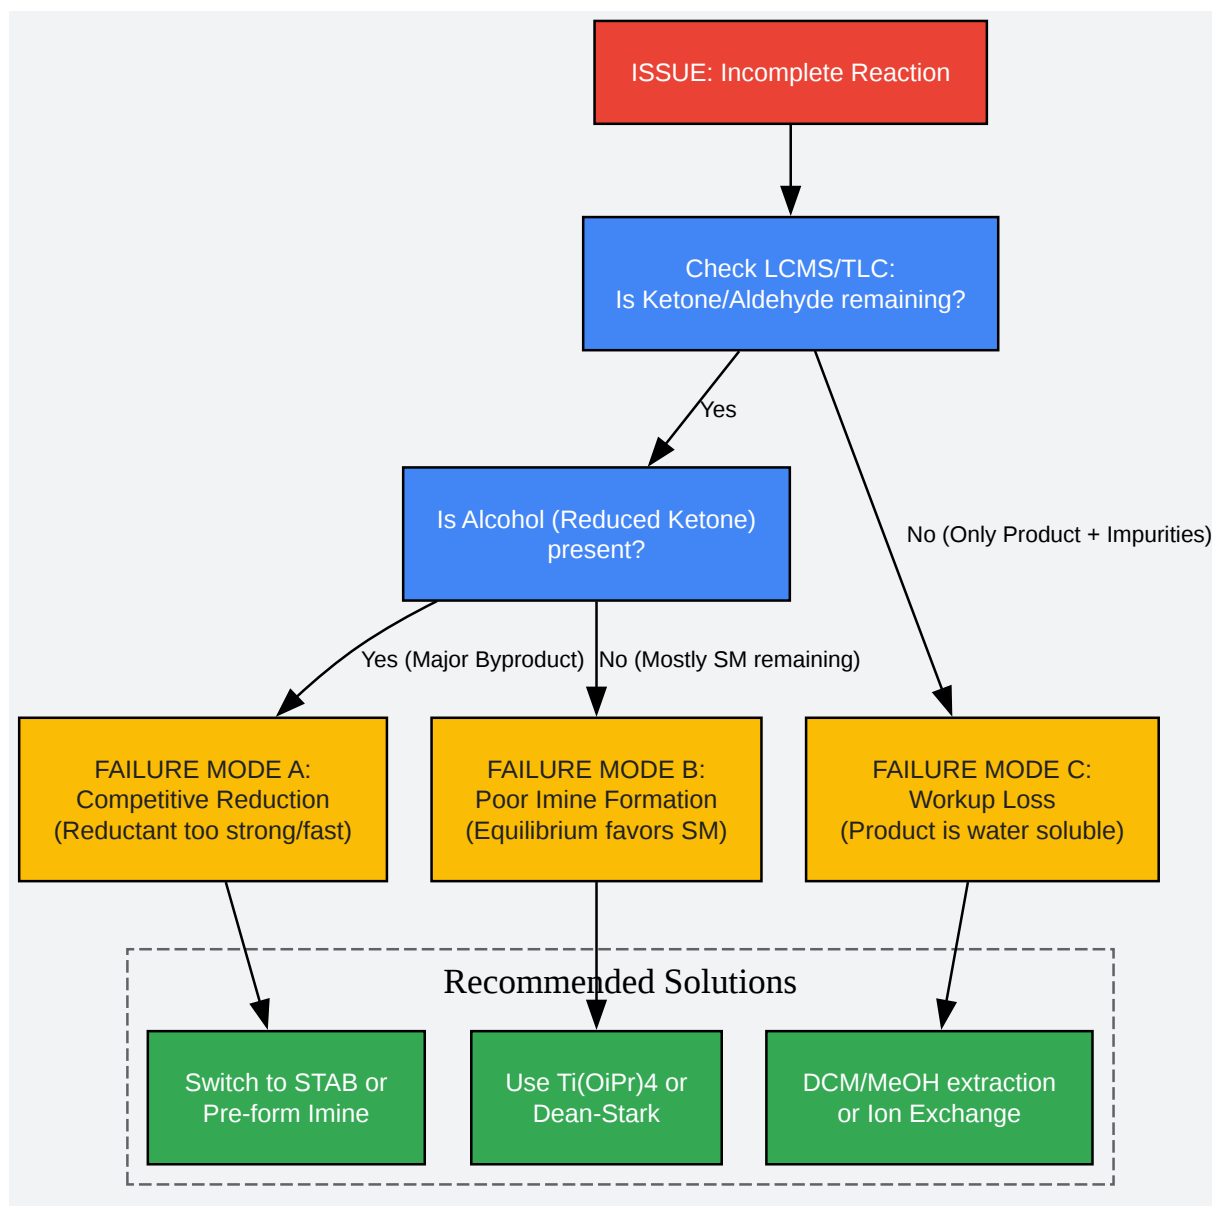 ISSUE: Incomplete Reaction
Check LCMS/TLC:
Is Ketone/Aldehyde remaining?
Yes
No (Only Product + Impurities)
Is Alcohol (Reduced Ketone)
present?
Yes (Major Byproduct)
No (Mostly SM remaining)
FAILURE MODE A:
Competitive Reduction
(Reductant too strong/fast)
FAILURE MODE B:
Poor Imine Formation
(Equilibrium favors SM)
FAILURE MODE C:
Workup Loss
(Product is water soluble)
Recommended Solutions
Switch to STAB or
Pre-form Imine
Use Ti(OiPr)4 or
Dean-Stark
DCM/MeOH extraction
or Ion Exchange